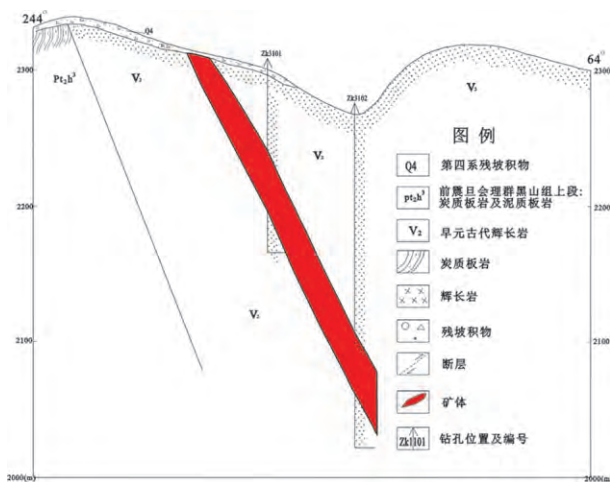 244°
Q4
Zk3101
64°
2300
Pt₂h³
V₂
Zk3102
V₂
2300
V₂
图 例
Q4 第四系残坡积物
pt₂h³ 前震旦会理群黑山组上段:
炭质板岩及泥质板岩
V₂ 早元古代辉长岩
炭质板岩
辉长岩
残坡积物
断层
矿体
Zk1101 钻孔位置及编号
2200
2200
V₂
2100
2100
2000(m)
2000(m)